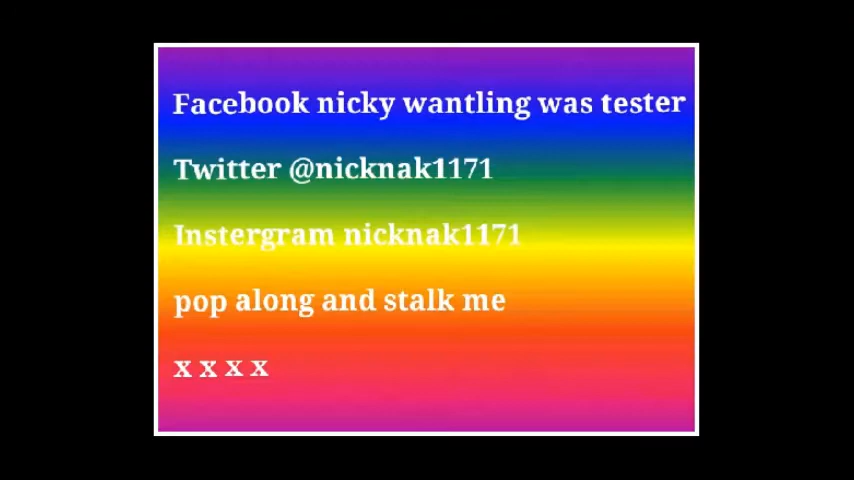 Facebook nicky wantling was tester
Twitter @nicknak1171
Instergram nicknak1171
pop along and stalk me
x x x x